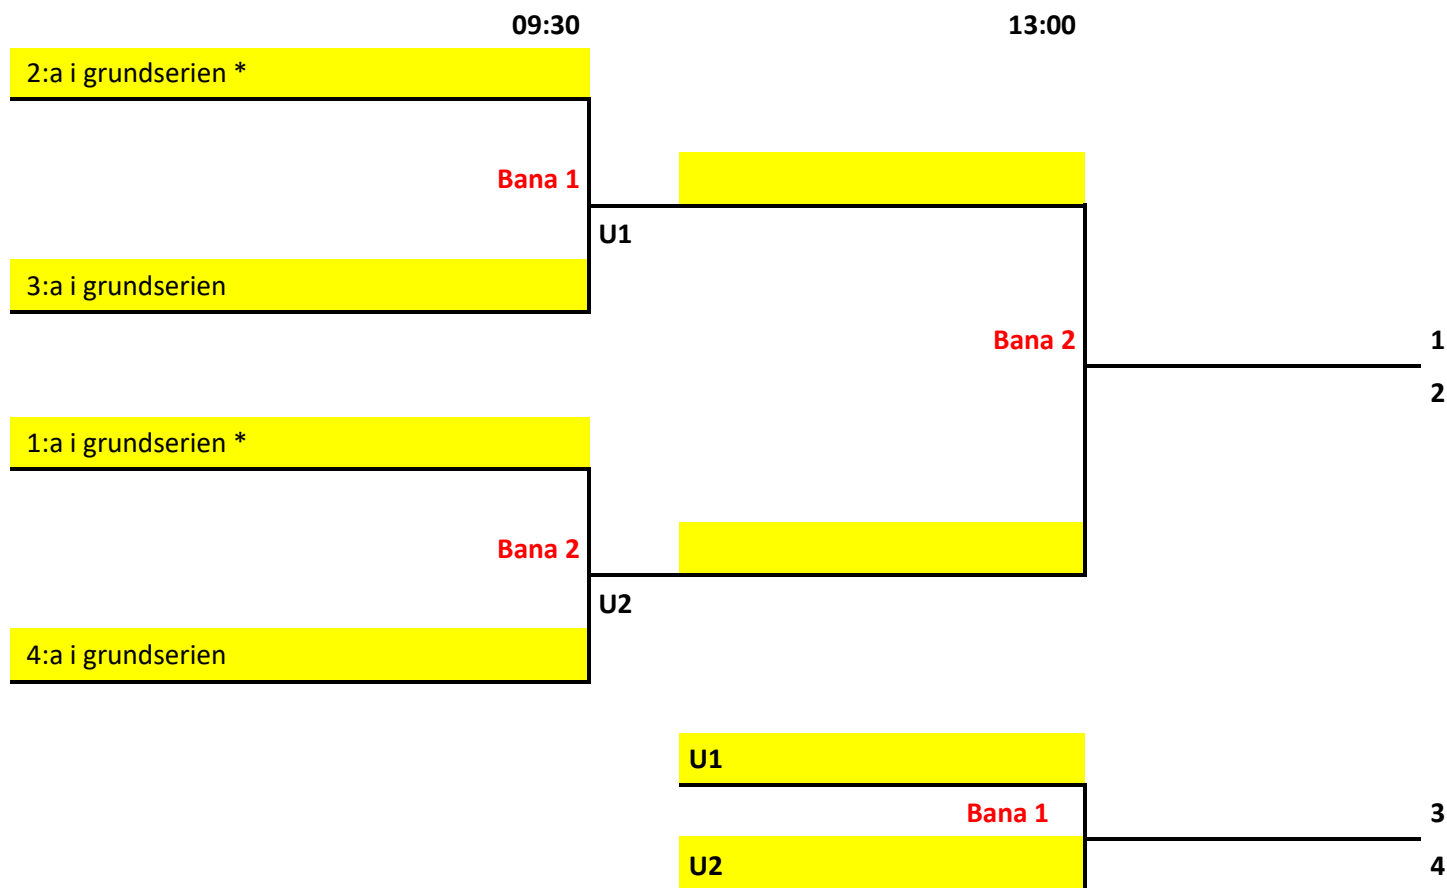 09:30 13:00
2:a i grundserien *
Bana 1
U1
3:a i grundserien
Bana 2 1
2
1:a i grundserien *
Bana 2
U2
4:a i grundserien
U1
Bana 1 3
U2 4